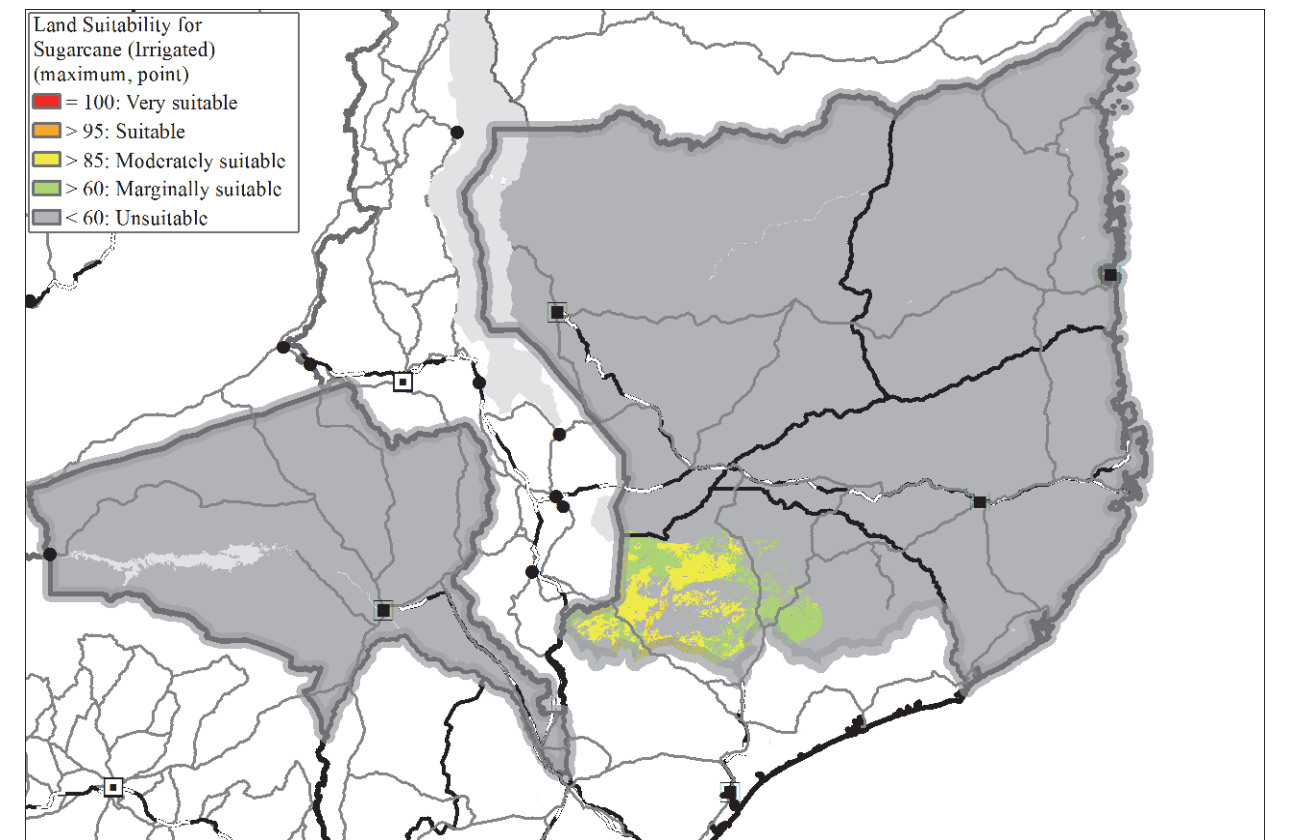 Land Suitability for
Sugarcane (Irrigated)
(maximum, point)
= 100: Very suitable
> 95: Suitable
> 85: Moderately suitable
> 60: Marginally suitable
< 60: Unsuitable